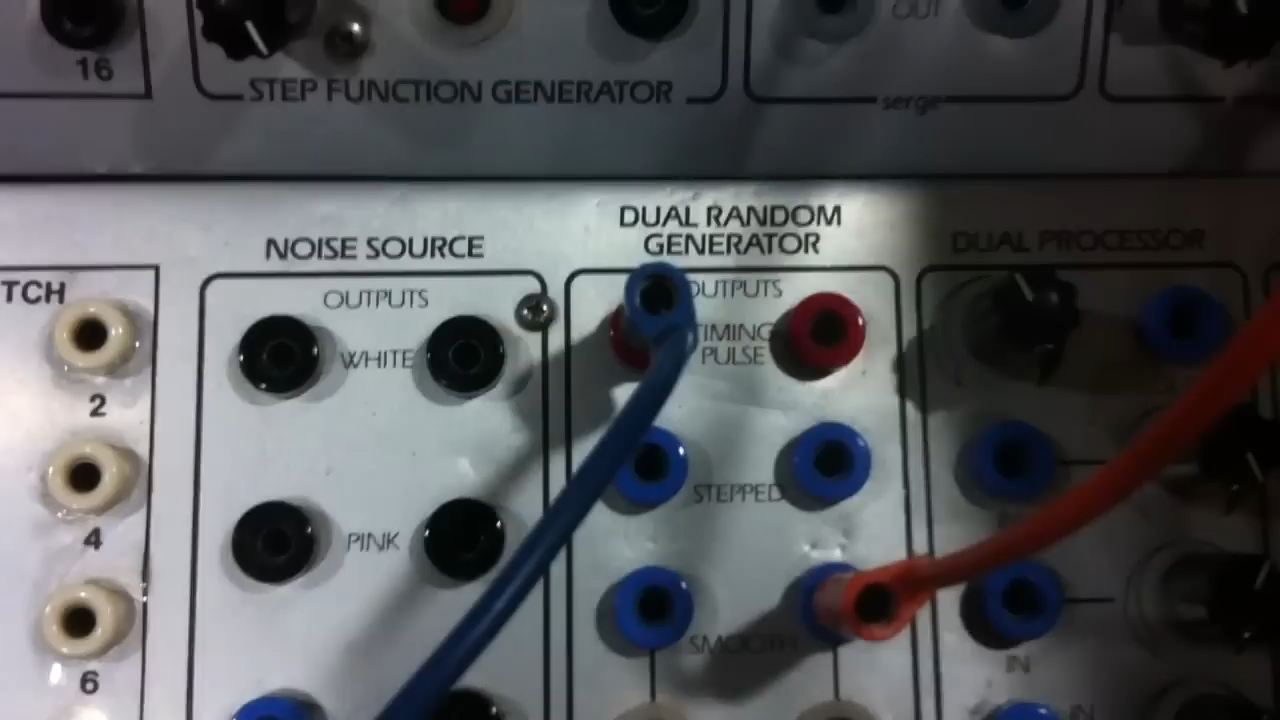 16
OUT
STEP FUNCTION GENERATOR
serge
DUAL RANDOM
GENERATOR
NOISE SOURCE
DUAL PROCESSOR
TCH
OUTPUTS
OUTPUTS
TIMING
PULSE
WHITE
2
STEPPED
4
PINK
SMOOTH
IN
6
IN